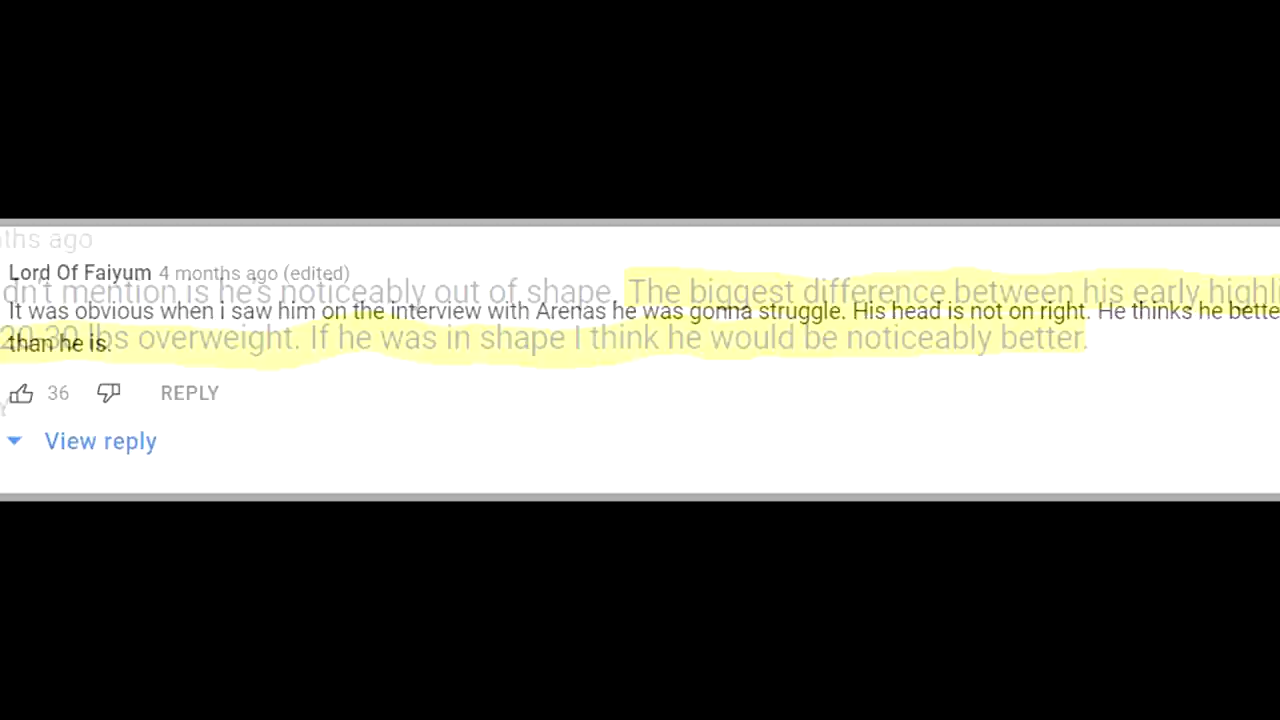 ths ago
Lord Of Faiyum 4 months ago (edited)
dn't mention is he's noticeably out of shape. The biggest difference between his early highli
It was obvious when i saw him on the interview with Arenas he was gonna struggle. His head is not on right. He thinks he bette
20-30 lbs overweight. If he was in shape I think he would be noticeably better.
than he is.
36 REPLY
View reply